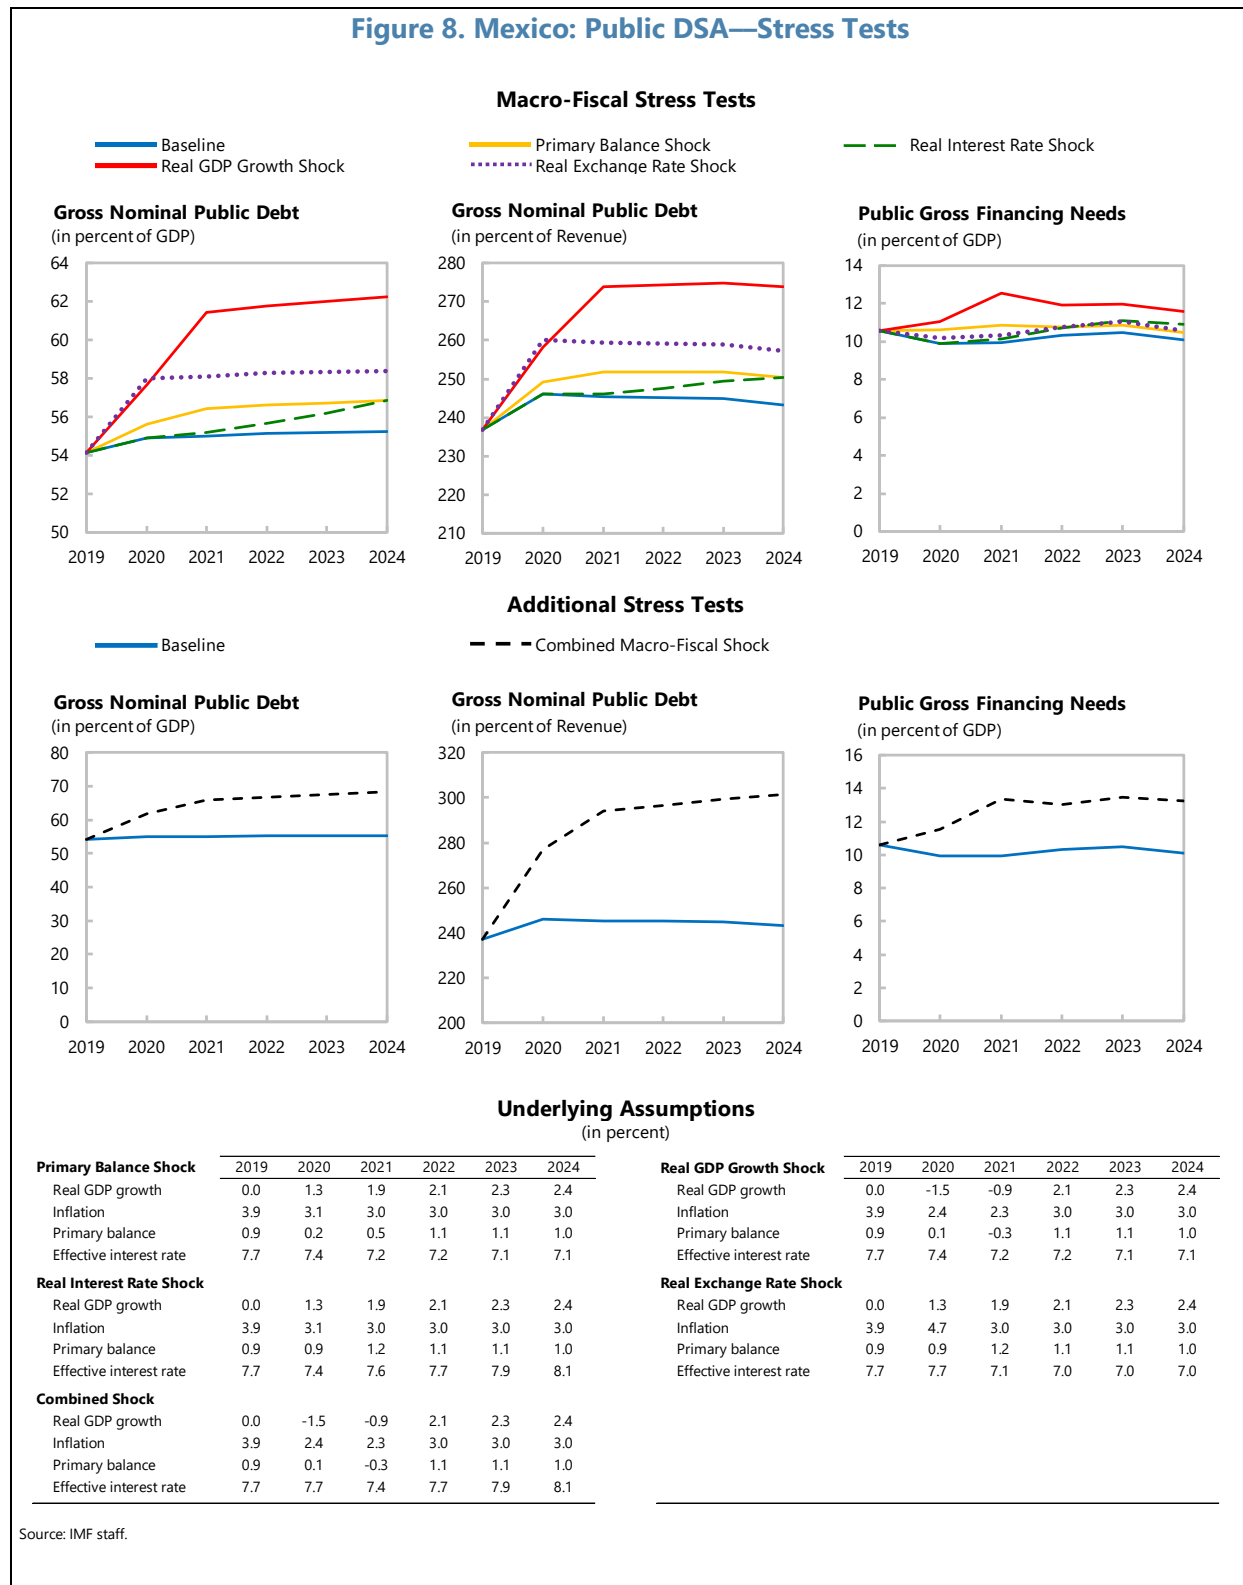 Figure 8. Mexico: Public DSA—Stress Tests
Macro-Fiscal Stress Tests
Baseline
Primary Balance Shock
Real Interest Rate Shock
Real GDP Growth Shock
Real Exchange Rate Shock
Gross Nominal Public Debt
(in percent of GDP)
64
62
60
58
56
54
52
50
2019 2020 2021 2022 2023 2024
Gross Nominal Public Debt
(in percent of Revenue)
280
270
260
250
240
230
220
210
2019 2020 2021 2022 2023 2024
Public Gross Financing Needs
(in percent of GDP)
14
12
10
8
6
4
2
0
2019 2020 2021 2022 2023 2024
Additional Stress Tests
Baseline
Combined Macro-Fiscal Shock
Gross Nominal Public Debt
(in percent of GDP)
80
70
60
50
40
30
20
10
0
2019 2020 2021 2022 2023 2024
Gross Nominal Public Debt
(in percent of Revenue)
320
300
280
260
240
220
200
2019 2020 2021 2022 2023 2024
Public Gross Financing Needs
(in percent of GDP)
16
14
12
10
8
6
4
2
0
2019 2020 2021 2022 2023 2024
Underlying Assumptions
(in percent)
Primary Balance Shock 2019 2020 2021 2022 2023 2024
Real GDP growth 0.0 1.3 1.9 2.1 2.3 2.4
Inflation 3.9 3.1 3.0 3.0 3.0 3.0
Primary balance 0.9 0.2 0.5 1.1 1.1 1.0
Effective interest rate 7.7 7.4 7.2 7.2 7.1 7.1
Real Interest Rate Shock
Real GDP growth 0.0 1.3 1.9 2.1 2.3 2.4
Inflation 3.9 3.1 3.0 3.0 3.0 3.0
Primary balance 0.9 0.9 1.2 1.1 1.1 1.0
Effective interest rate 7.7 7.4 7.6 7.7 7.9 8.1
Combined Shock
Real GDP growth 0.0 -1.5 -0.9 2.1 2.3 2.4
Inflation 3.9 2.4 2.3 3.0 3.0 3.0
Primary balance 0.9 0.1 -0.3 1.1 1.1 1.0
Effective interest rate 7.7 7.7 7.4 7.7 7.9 8.1
Real GDP Growth Shock 2019 2020 2021 2022 2023 2024
Real GDP growth 0.0 -1.5 -0.9 2.1 2.3 2.4
Inflation 3.9 2.4 2.3 3.0 3.0 3.0
Primary balance 0.9 0.1 -0.3 1.1 1.1 1.0
Effective interest rate 7.7 7.4 7.2 7.2 7.1 7.1
Real Exchange Rate Shock
Real GDP growth 0.0 1.3 1.9 2.1 2.3 2.4
Inflation 3.9 4.7 3.0 3.0 3.0 3.0
Primary balance 0.9 0.9 1.2 1.1 1.1 1.0
Effective interest rate 7.7 7.7 7.1 7.0 7.0 7.0
Source: IMF staff.